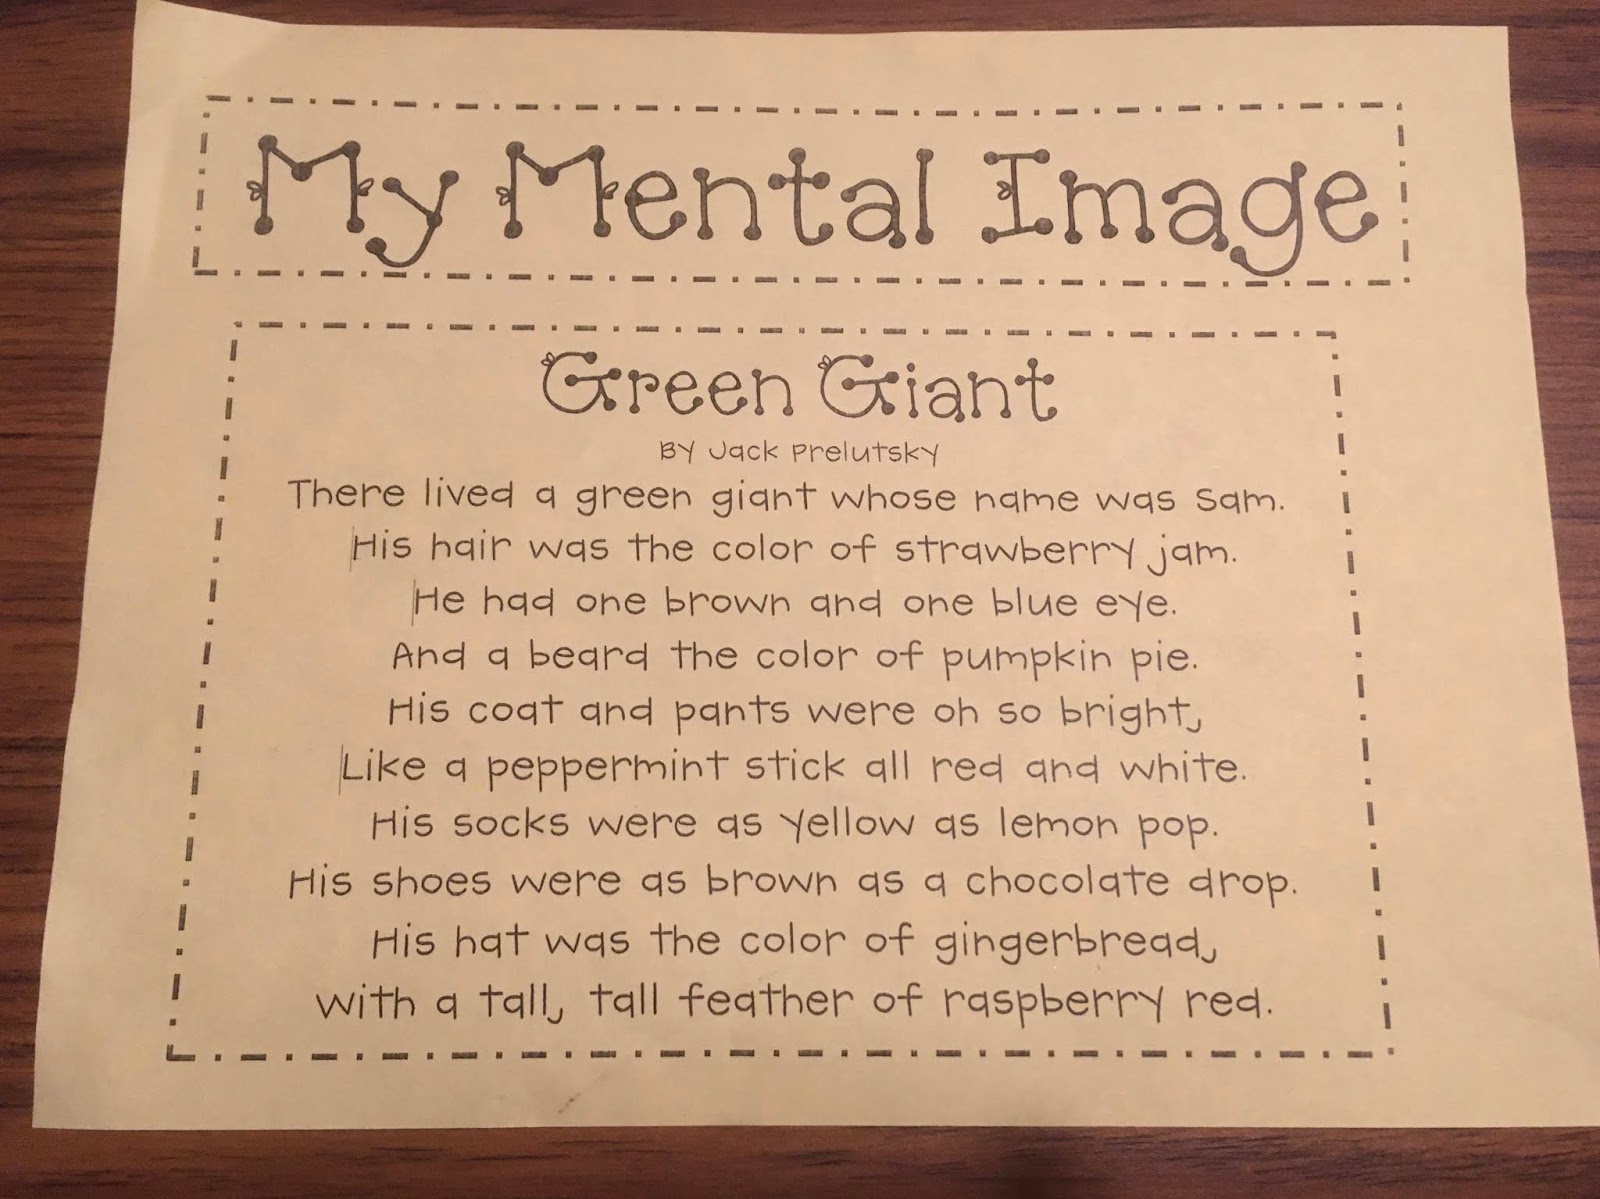 My Mental Image
Green Giant
By Jack Prelutsky
There lived a green giant whose name was Sam.
His hair was the color of strawberry jam.
He had one brown and one blue eye.
And a beard the color of pumpkin pie.
His coat and pants were oh so bright,
Like a peppermint stick all red and white.
His socks were as yellow as lemon pop.
His shoes were as brown as a chocolate drop.
His hat was the color of gingerbread,
with a tall, tall feather of raspberry red.